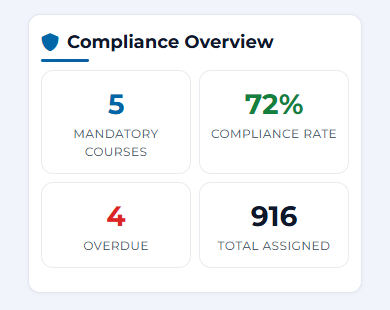 Compliance Overview
5
MANDATORY
COURSES
72%
COMPLIANCE RATE
4
OVERDUE
916
TOTAL ASSIGNED